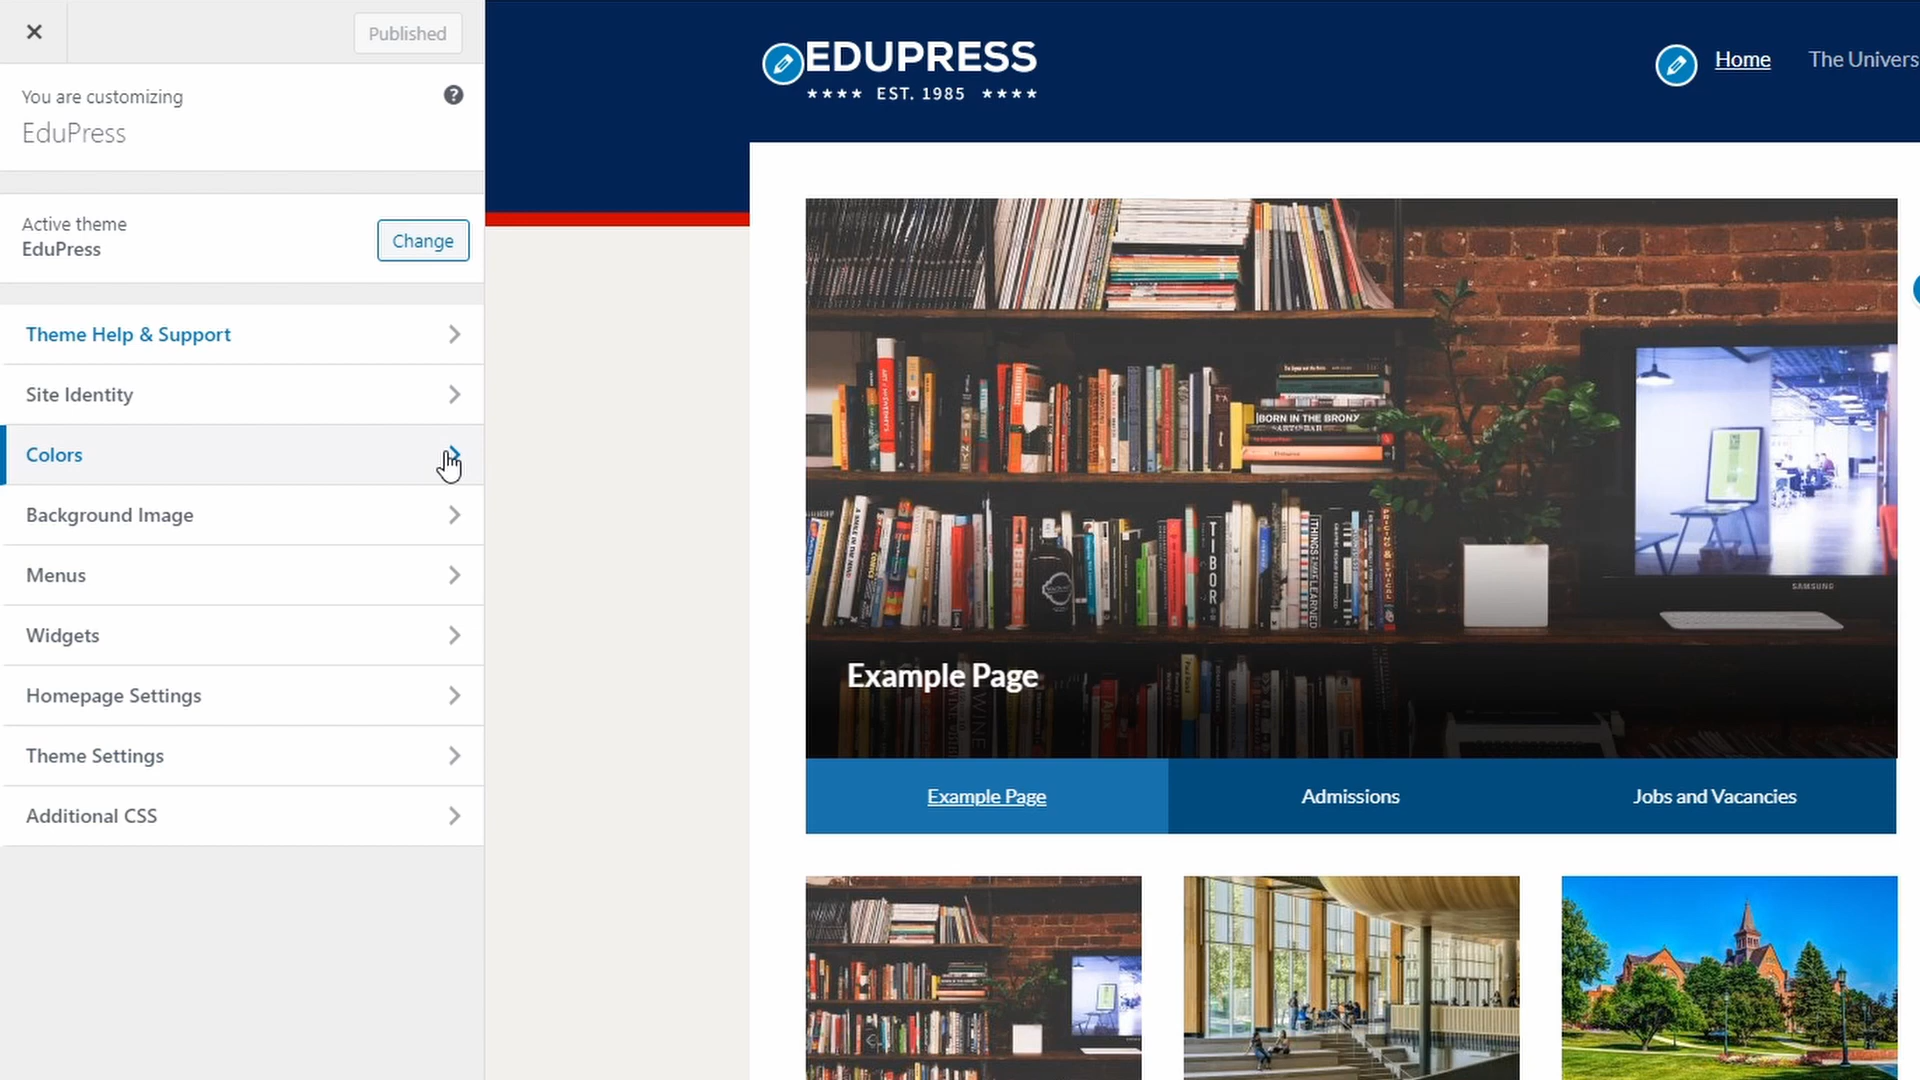 Published
You are customizing
EduPress
Active theme
EduPress
Change
Theme Help & Support
Site Identity
Colors
Background Image
Menus
Widgets
Homepage Settings
Theme Settings
Additional CSS
EDUPRESS
★★★★ EST. 1985 ★★★★
Home
The Univers
BORN IN THE BRONX
TIBOR
SAMSUNG
Example Page
Example Page
Admissions
Jobs and Vacancies